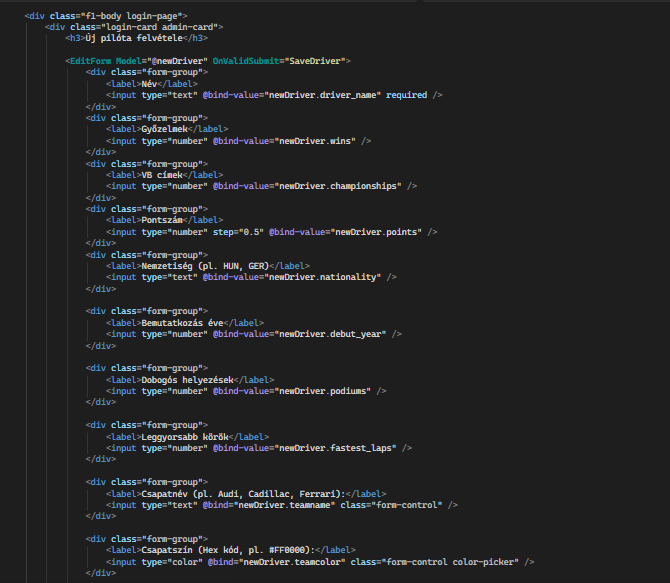 <div class="f1-body login-page">
<div class="login-card admin-card">
<h3>Új pilóta felvétele</h3>
<EditForm Model="@newDriver" OnValidSubmit="SaveDriver">
<div class="form-group">
<label>Név</label>
<input type="text" @bind-value="newDriver.driver_name" required />
</div>
<div class="form-group">
<label>Győzelmek</label>
<input type="number" @bind-value="newDriver.wins" />
</div>
<div class="form-group">
<label>VB címek</label>
<input type="number" @bind-value="newDriver.championships" />
</div>
<div class="form-group">
<label>Pontszám</label>
<input type="number" step="0.5" @bind-value="newDriver.points" />
</div>
<div class="form-group">
<label>Nemzetiség (pl. HUN, GER)</label>
<input type="text" @bind-value="newDriver.nationality" />
</div>
<div class="form-group">
<label>Bemutatkozás éve</label>
<input type="number" @bind-value="newDriver.debut_year" />
</div>
<div class="form-group">
<label>Dobogós helyezések</label>
<input type="number" @bind-value="newDriver.podiums" />
</div>
<div class="form-group">
<label>Leggyorsabb körök</label>
<input type="number" @bind-value="newDriver.fastest_laps" />
</div>
<div class="form-group">
<label>Csapatnév (pl. Audi, Cadillac, Ferrari):</label>
<input type="text" @bind="newDriver.teamname" class="form-control" />
</div>
<div class="form-group">
<label>Csapatszín (Hex kód, pl. #FF0000):</label>
<input type="color" @bind="newDriver.teamcolor" class="form-control color-picker" />
</div>